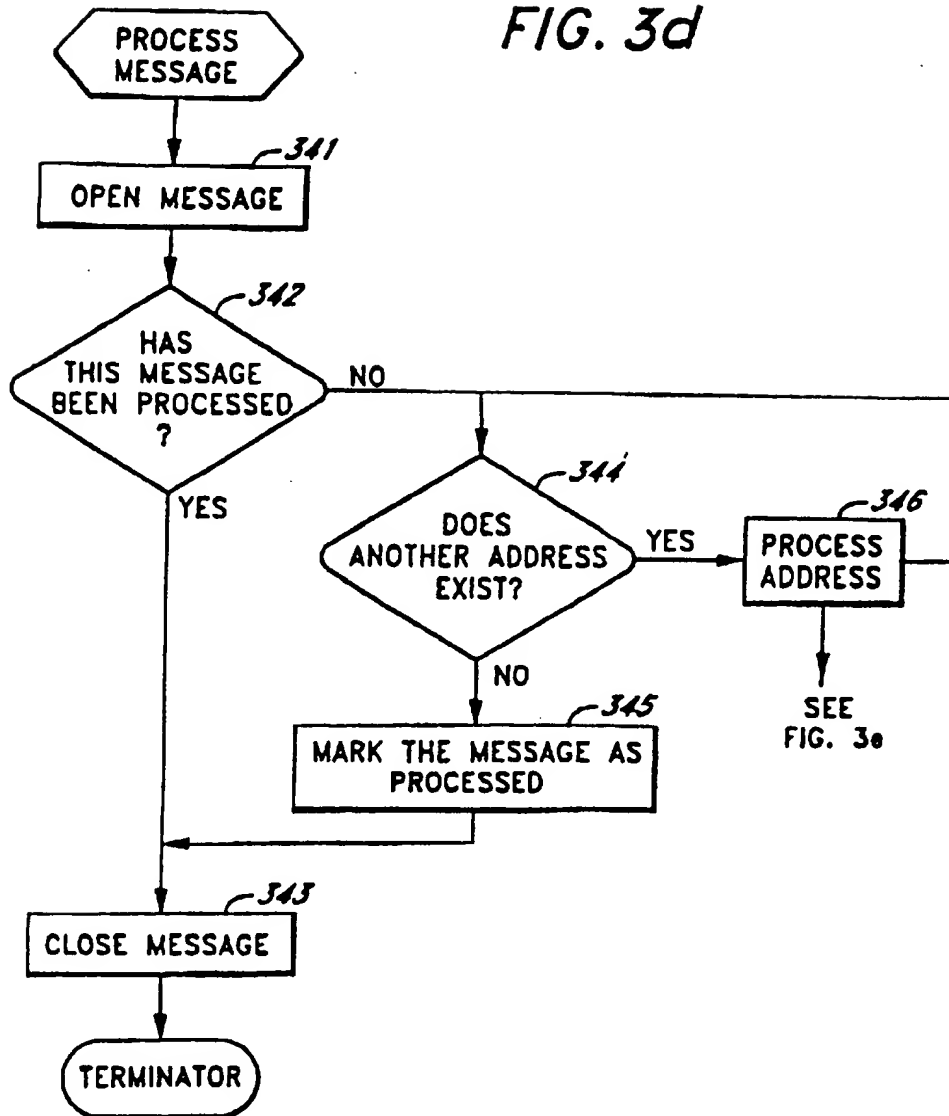 FIG. 3d
PROCESS
MESSAGE
341
OPEN MESSAGE
342
HAS
THIS MESSAGE
BEEN PROCESSED
?
NO
YES
344
DOES
ANOTHER ADDRESS
EXIST?
YES
346
PROCESS
ADDRESS
SEE
FIG. 3e
NO
345
MARK THE MESSAGE AS
PROCESSED
343
CLOSE MESSAGE
TERMINATOR